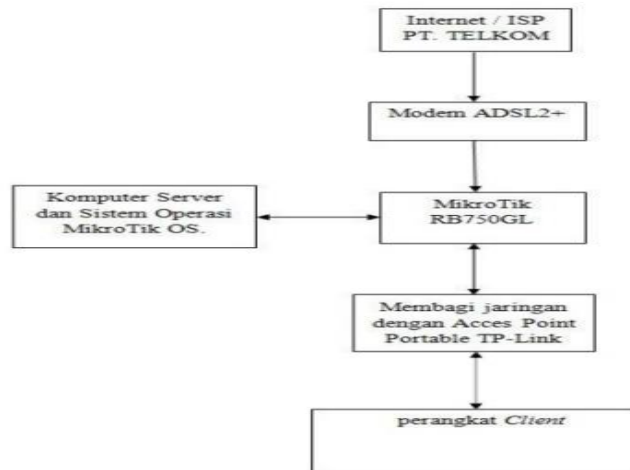 Internet / ISP
PT. TELKOM
Modem ADSL2+
Komputer Server
dan Sistem Operasi
MikroTik OS.
MikroTik
RB750GL
Membagi jaringan
dengan Acces Point
Portable TP-Link
perangkat Client